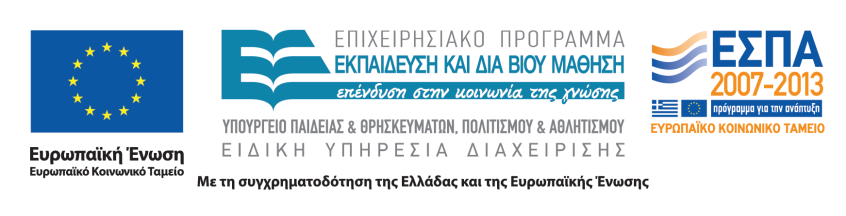 Ευρωπαϊκή Ένωση
Ευρωπαϊκό Κοινωνικό Ταμείο
ΕΠΙΧΕΙΡΗΣΙΑΚΟ ΠΡΟΓΡΑΜΜΑ
ΕΚΠΑΙΔΕΥΣΗ ΚΑΙ ΔΙΑ ΒΙΟΥ ΜΑΘΗΣΗ
επένδυση στην κοινωνία της γνώσης
ΥΠΟΥΡΓΕΙΟ ΠΑΙΔΕΙΑΣ & ΘΡΗΣΚΕΥΜΑΤΩΝ, ΠΟΛΙΤΙΣΜΟΥ & ΑΘΛΗΤΙΣΜΟΥ
ΕΙΔΙΚΗ ΥΠΗΡΕΣΙΑ ΔΙΑΧΕΙΡΙΣΗΣ
ΕΣΠΑ
2007-2013
πρόγραμμα για την ανάπτυξη
ΕΥΡΩΠΑΪΚΟ ΚΟΙΝΩΝΙΚΟ ΤΑΜΕΙΟ
Με τη συγχρηματοδότηση της Ελλάδας και της Ευρωπαϊκής Ένωσης